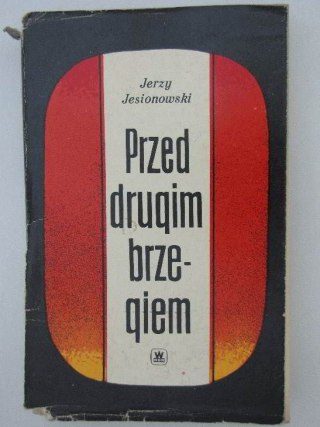 Jerzy
Jesionowski
Przed
drugim
brze-
giem